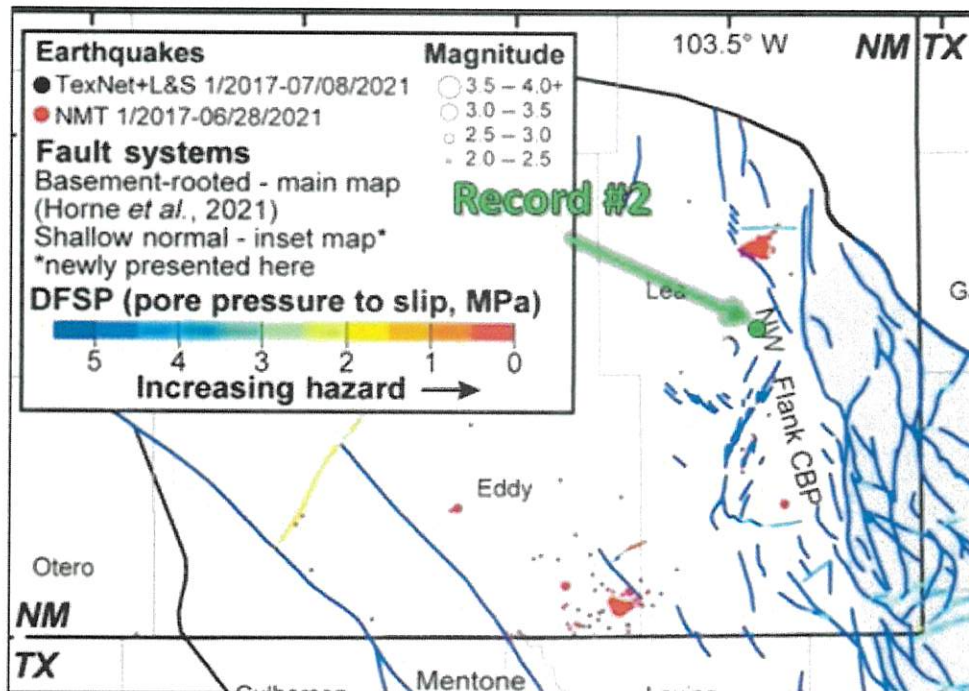 Earthquakes
TexNet+L&S 1/2017-07/08/2021
NMT 1/2017-06/28/2021
Fault systems
Basement-rooted - main map
(Horne et al., 2021)
Shallow normal - inset map*
*newly presented here
DFSP (pore pressure to slip, MPa)
5 4 3 2 1 0
Increasing hazard
Magnitude
3.5 – 4.0+
3.0 – 3.5
2.5 – 3.0
2.0 – 2.5
103.5° W
NM TX
Record #2
Lea
NW Flank CBP
Eddy
Otero
NM
TX
Mentone